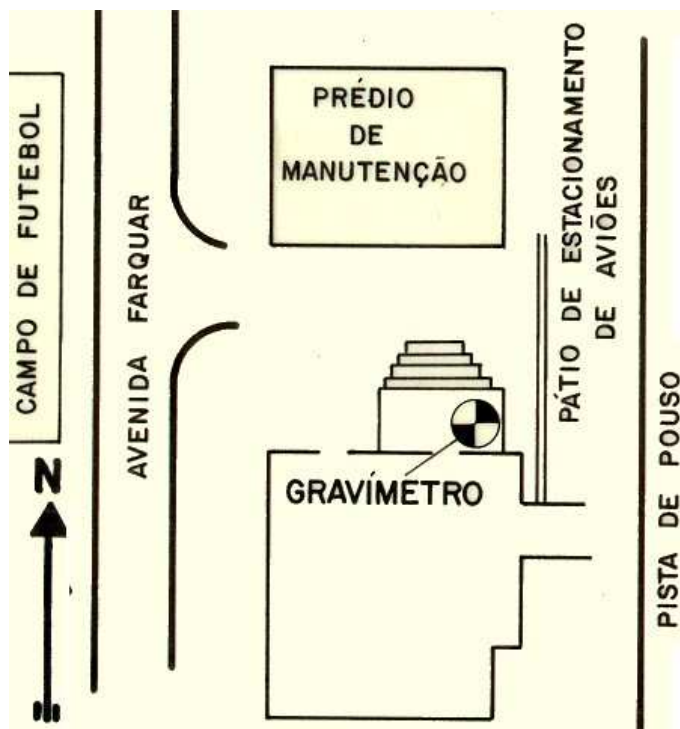 CAMPO DE FUTEBOL
AVENIDA FARQUAR
PRÉDIO
DE
MANUTENÇÃO
PÁTIO DE ESTACIONAMENTO
DE AVIÕES
PISTA DE POUSO
N
GRAVÍMETRO